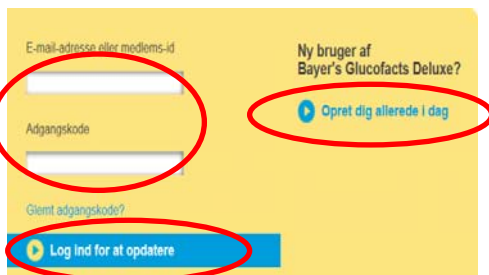 E-mail-adresse eller medlems-id
Adgangskode
Glemt adgangskode?
Log ind for at opdatere
Ny bruger af
Bayer's Glucofacts Deluxe?
Opret dig allerede i dag